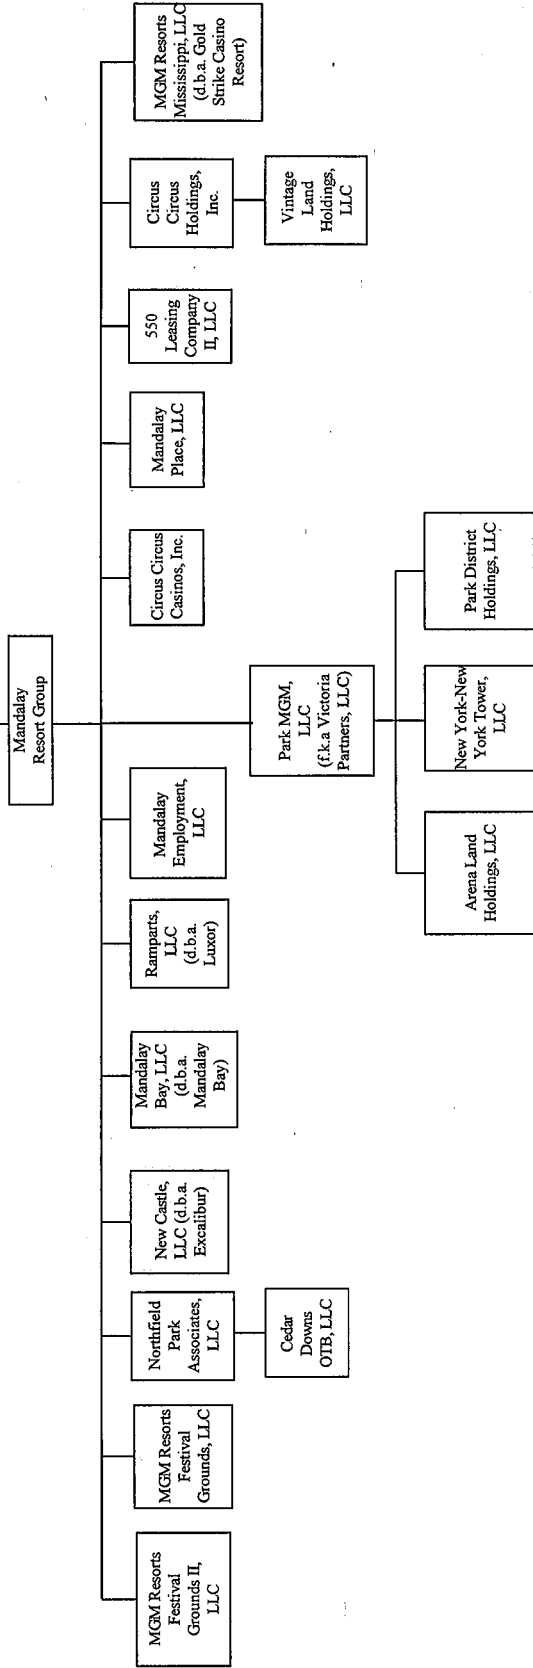 Mandalay
Resort Group
MGM Resorts
Festival
Grounds II,
LLC
MGM Resorts
Festival
Grounds, LLC
Northfield
Park
Associates,
LLC
New Castle,
LLC (d.b.a.
Excalibur)
Mandalay
Bay, LLC
(d.b.a.
Mandalay
Bay)
Ramparts,
LLC
(d.b.a.
Luxor)
Mandalay
Employment,
LLC
Circus Circus
Casinos, Inc.
Mandalay
Place, LLC
550
Leasing
Company
II, LLC
Circus
Circus
Holdings,
Inc.
MGM Resorts
Mississippi, LLC
(d.b.a. Gold
Strike Casino
Resort)
Cedar
Downs
OTB, LLC
Park MGM,
LLC
(f.k.a Victoria
Partners, LLC)
Vintage
Land
Holdings,
LLC
Arena Land
Holdings, LLC
New York-New
York Tower,
LLC
Park District
Holdings, LLC